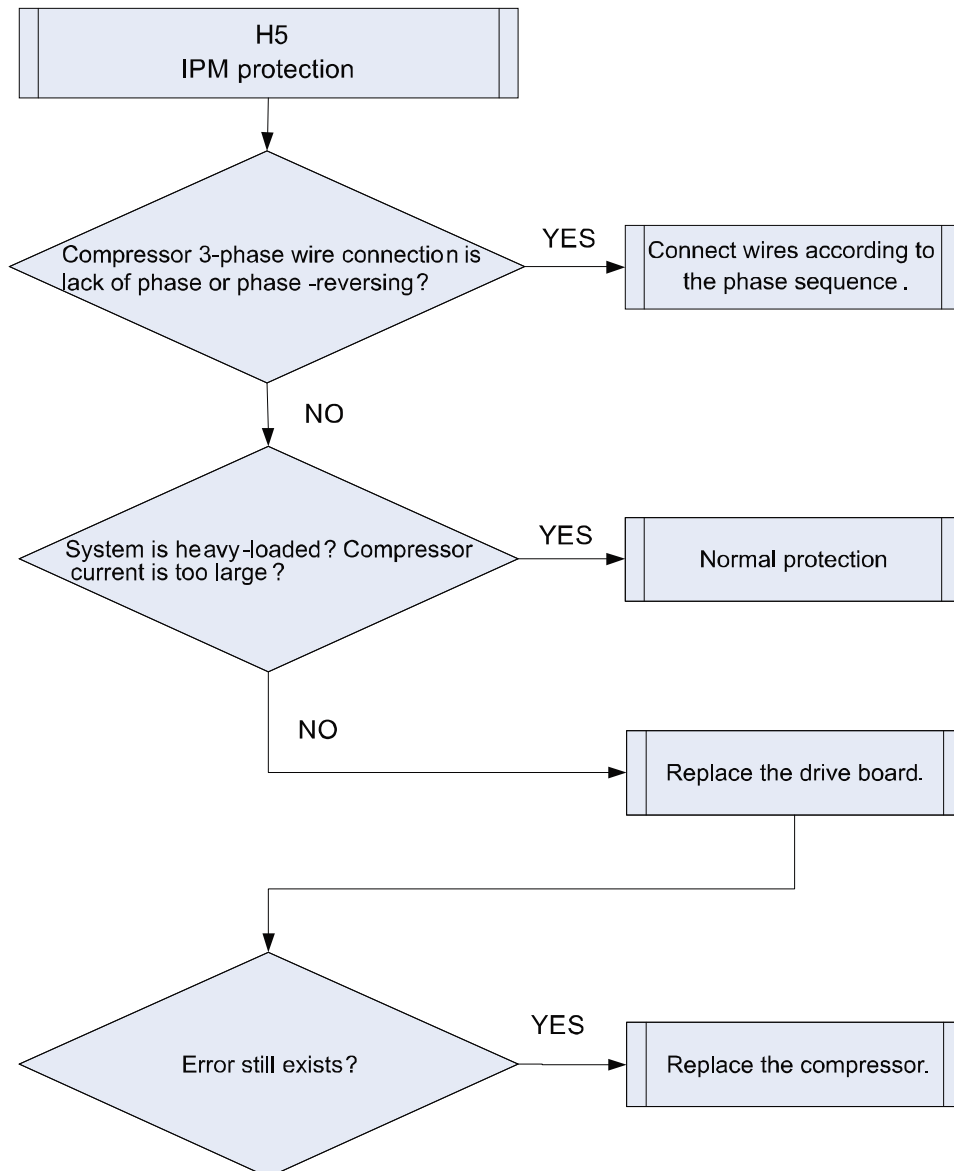 H5
IPM protection
Compressor 3-phase wire connection is
lack of phase or phase -reversing?
YES
Connect wires according to
the phase sequence.
NO
System is heavy-loaded? Compressor
current is too large?
YES
Normal protection
NO
Replace the drive board.
Error still exists?
YES
Replace the compressor.